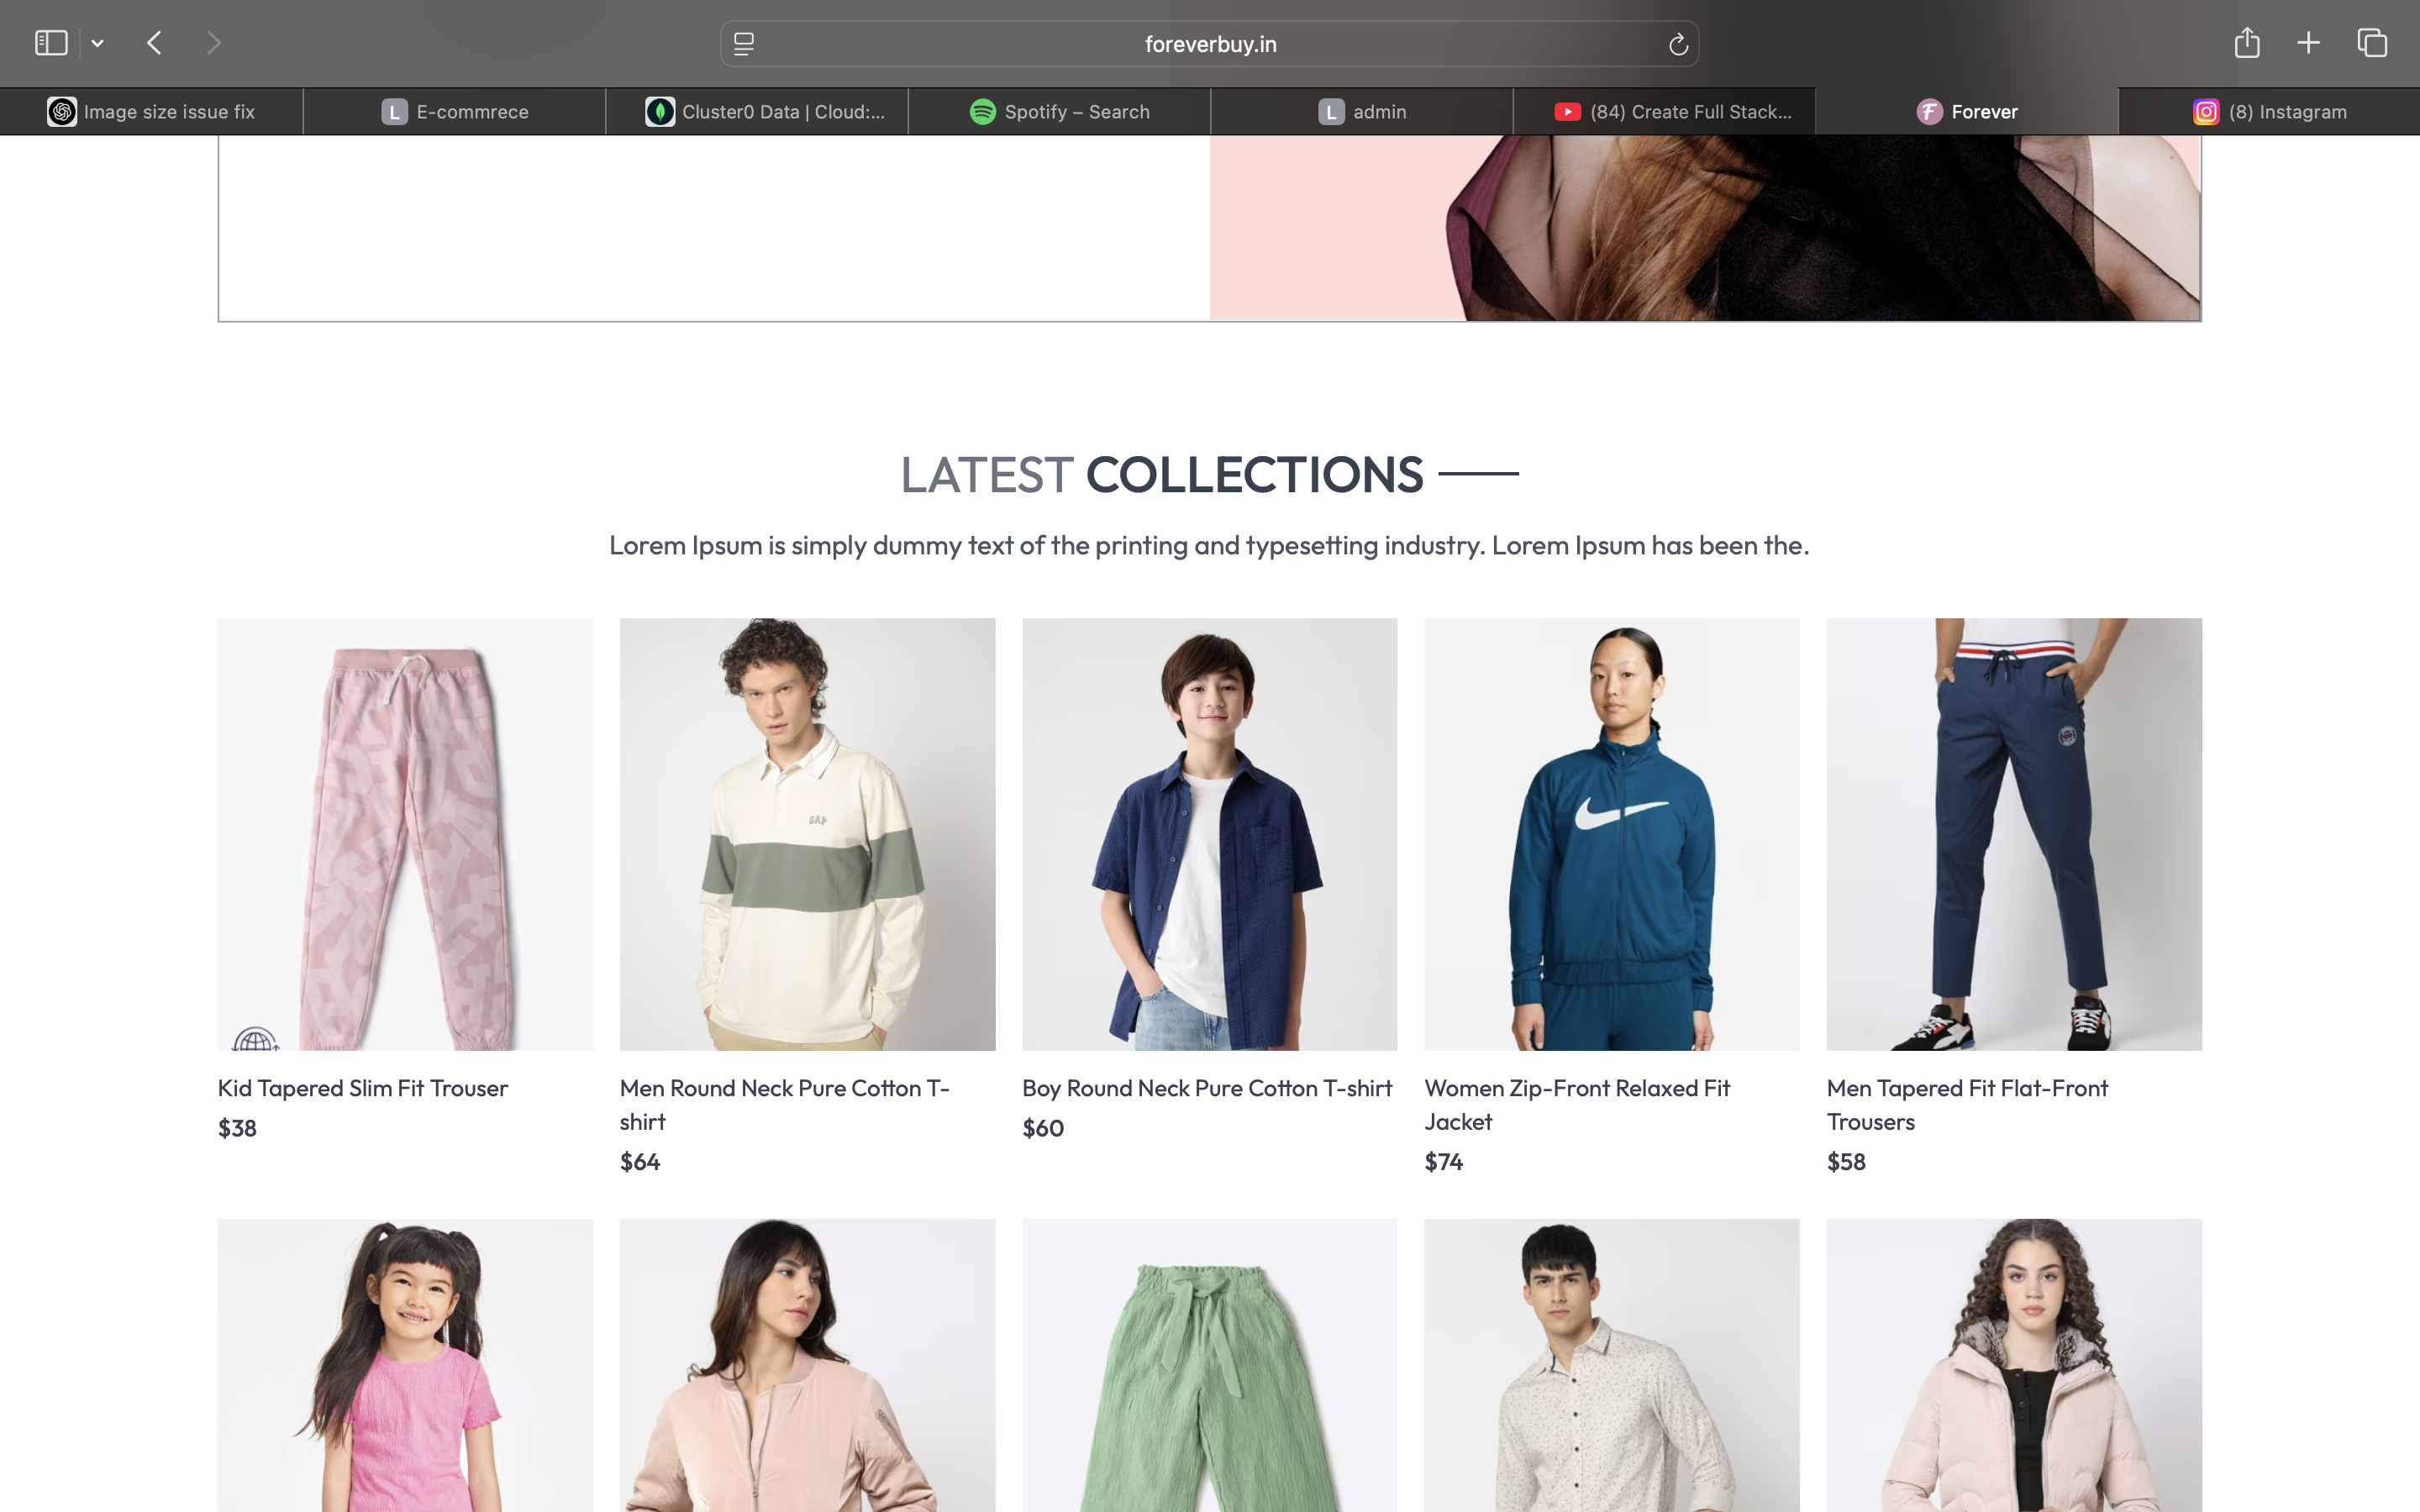 foreverbuy.in
Image size issue fix
L E-commrece
Cluster0 Data | Cloud:...
Spotify – Search
L admin
(84) Create Full Stack...
F Forever
(8) Instagram
LATEST COLLECTIONS
Lorem Ipsum is simply dummy text of the printing and typesetting industry. Lorem Ipsum has been the.
GAP
Kid Tapered Slim Fit Trouser
$38
Men Round Neck Pure Cotton T-
shirt
$64
Boy Round Neck Pure Cotton T-shirt
$60
Women Zip-Front Relaxed Fit
Jacket
$74
Men Tapered Fit Flat-Front
Trousers
$58